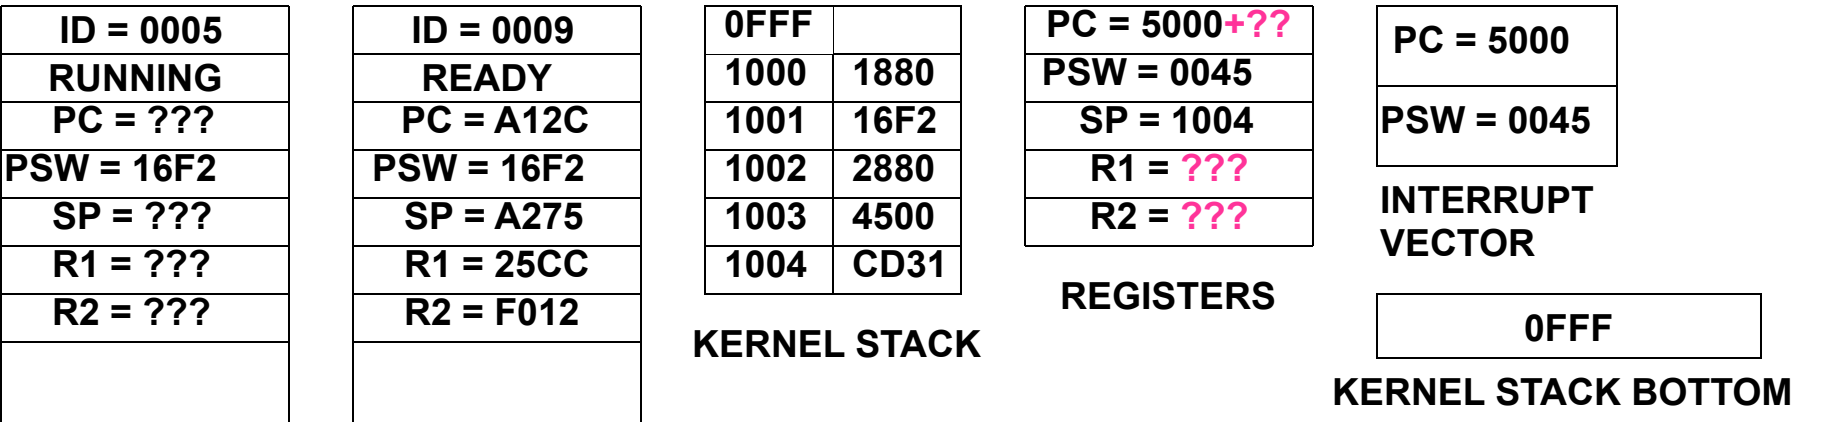 ID = 0005
RUNNING
PC = ???
PSW = 16F2
SP = ???
R1 = ???
R2 = ???
ID = 0009
READY
PC = A12C
PSW = 16F2
SP = A275
R1 = 25CC
R2 = F012
0FFF
1000 1880
1001 16F2
1002 2880
1003 4500
1004 CD31
KERNEL STACK
PC = 5000+??
PSW = 0045
SP = 1004
R1 = ???
R2 = ???
REGISTERS
PC = 5000
PSW = 0045
INTERRUPT
VECTOR
0FFF
KERNEL STACK BOTTOM